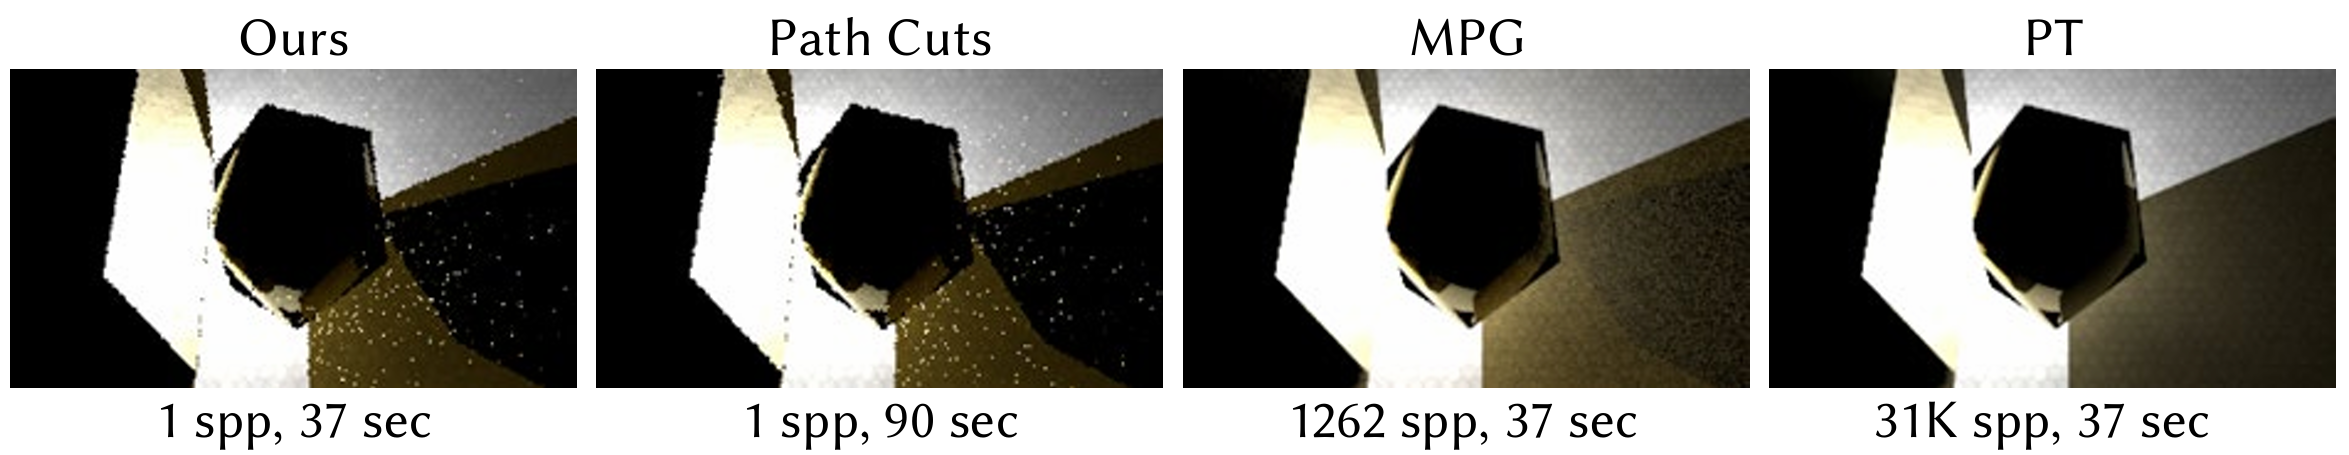 Ours
Path Cuts
MPG
PT
1 spp, 37 sec
1 spp, 90 sec
1262 spp, 37 sec
31K spp, 37 sec